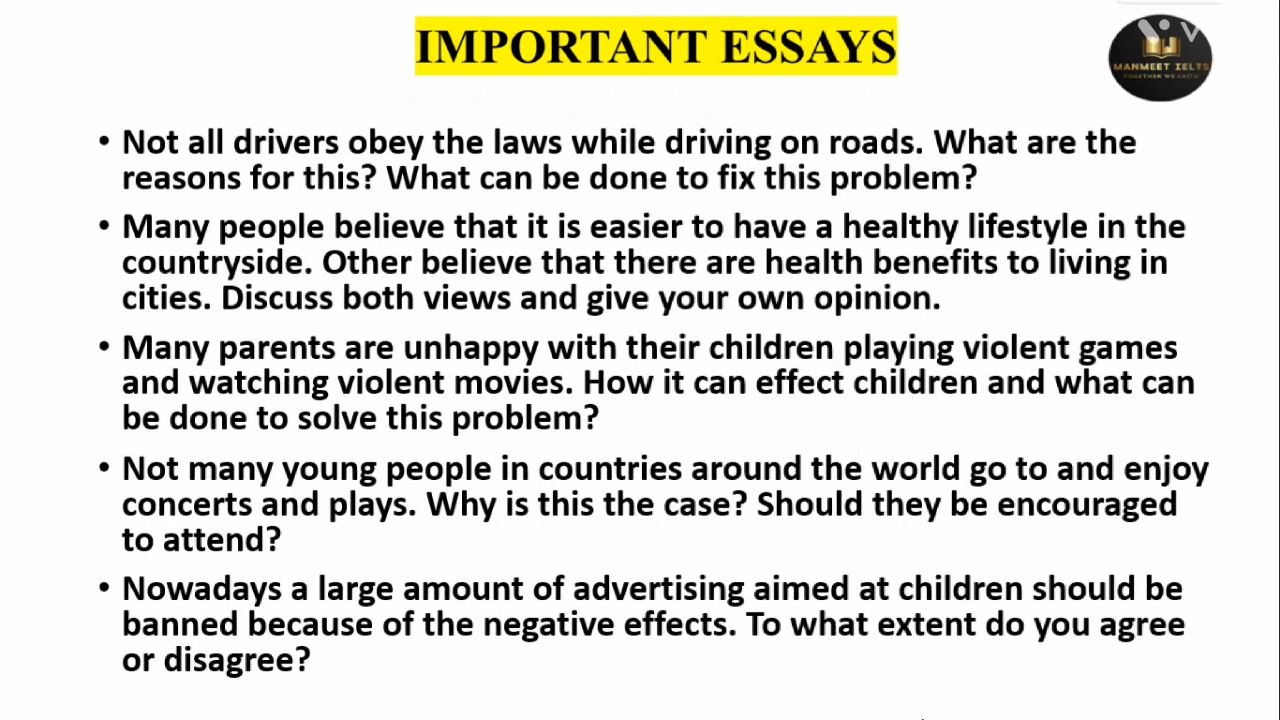 IMPORTANT ESSAYS
V
MANMEET IELTS
TOGETHER WE GROW
• Not all drivers obey the laws while driving on roads. What are the
reasons for this? What can be done to fix this problem?
• Many people believe that it is easier to have a healthy lifestyle in the
countryside. Other believe that there are health benefits to living in
cities. Discuss both views and give your own opinion.
• Many parents are unhappy with their children playing violent games
and watching violent movies. How it can effect children and what can
be done to solve this problem?
• Not many young people in countries around the world go to and enjoy
concerts and plays. Why is this the case? Should they be encouraged
to attend?
• Nowadays a large amount of advertising aimed at children should be
banned because of the negative effects. To what extent do you agree
or disagree?